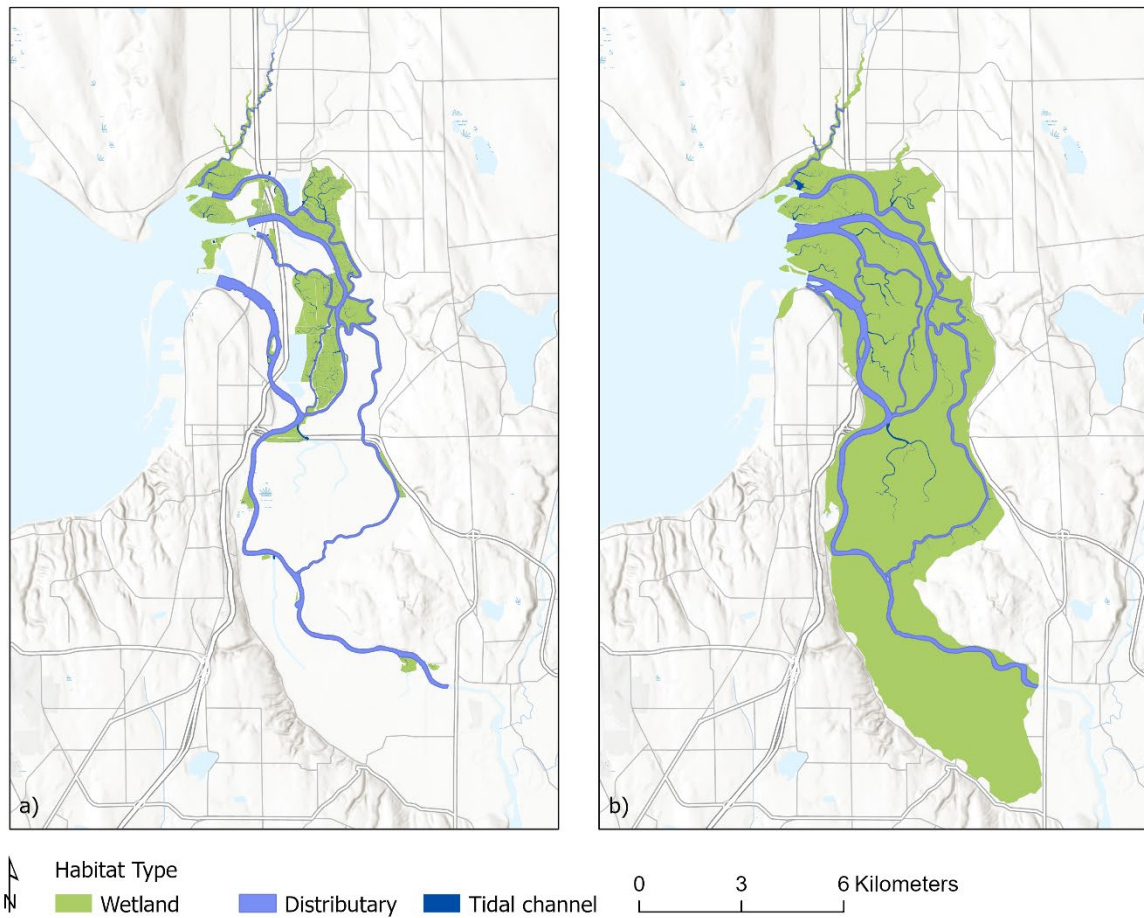 a)
b)
N
Habitat Type
Wetland
Distributary
Tidal channel
0 3 6 Kilometers